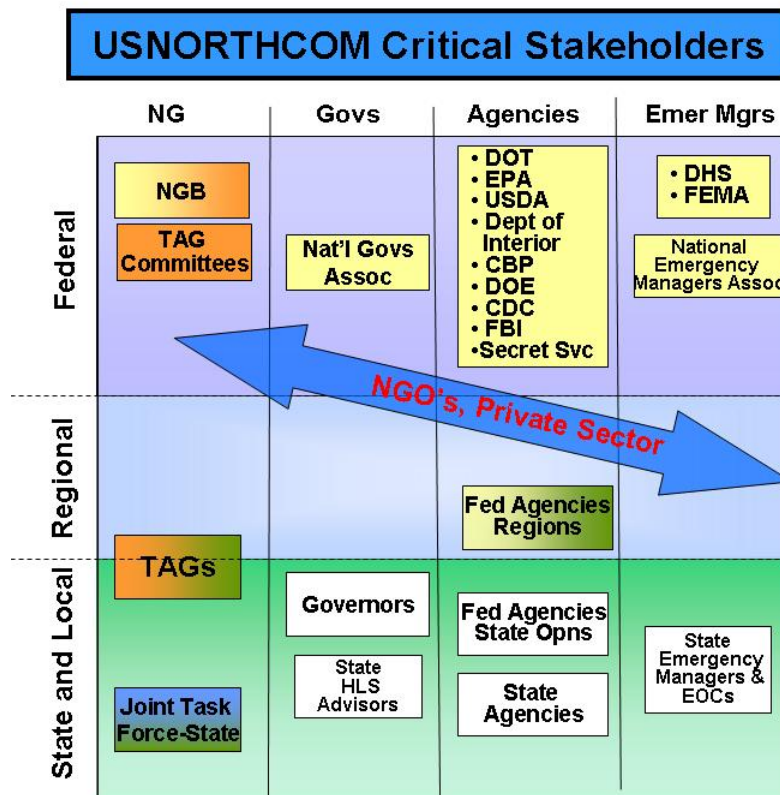 USNORTHCOM Critical Stakeholders
NG
Govs
Agencies
Emer Mgrs
Federal
NGB
TAG
Committees
Nat'l Govs
Assoc
• DOT
• EPA
• USDA
• Dept of
Interior
• CBP
• DOE
• CDC
• FBI
•Secret Svc
• DHS
• FEMA
National
Emergency
Managers Assoc
NGO's, Private Sector
Regional
Fed Agencies
Regions
TAGs
State and Local
Governors
Fed Agencies
State Opns
State
Emergency
Managers &
EOCs
State
HLS
Advisors
State
Agencies
Joint Task
Force-State